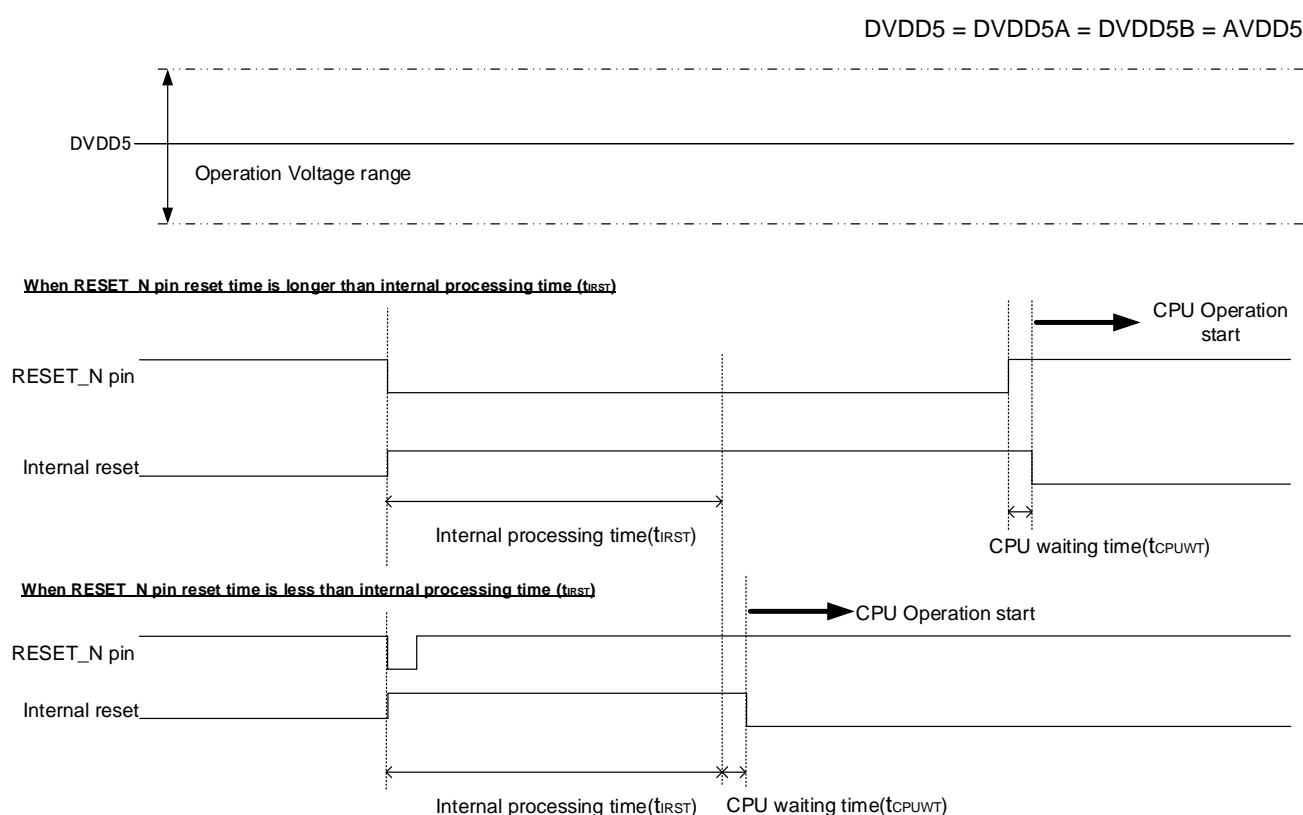 DVDD5 = DVDD5A = DVDD5B = AVDD5
DVDD5
Operation Voltage range
When RESET_N pin reset time is longer than internal processing time (tIRST)
CPU Operation
start
RESET_N pin
Internal reset
Internal processing time(tIRST)
CPU waiting time(tCPUWT)
When RESET_N pin reset time is less than internal processing time (tIRST)
CPU Operation start
RESET_N pin
Internal reset
Internal processing time(tIRST)
CPU waiting time(tCPUWT)